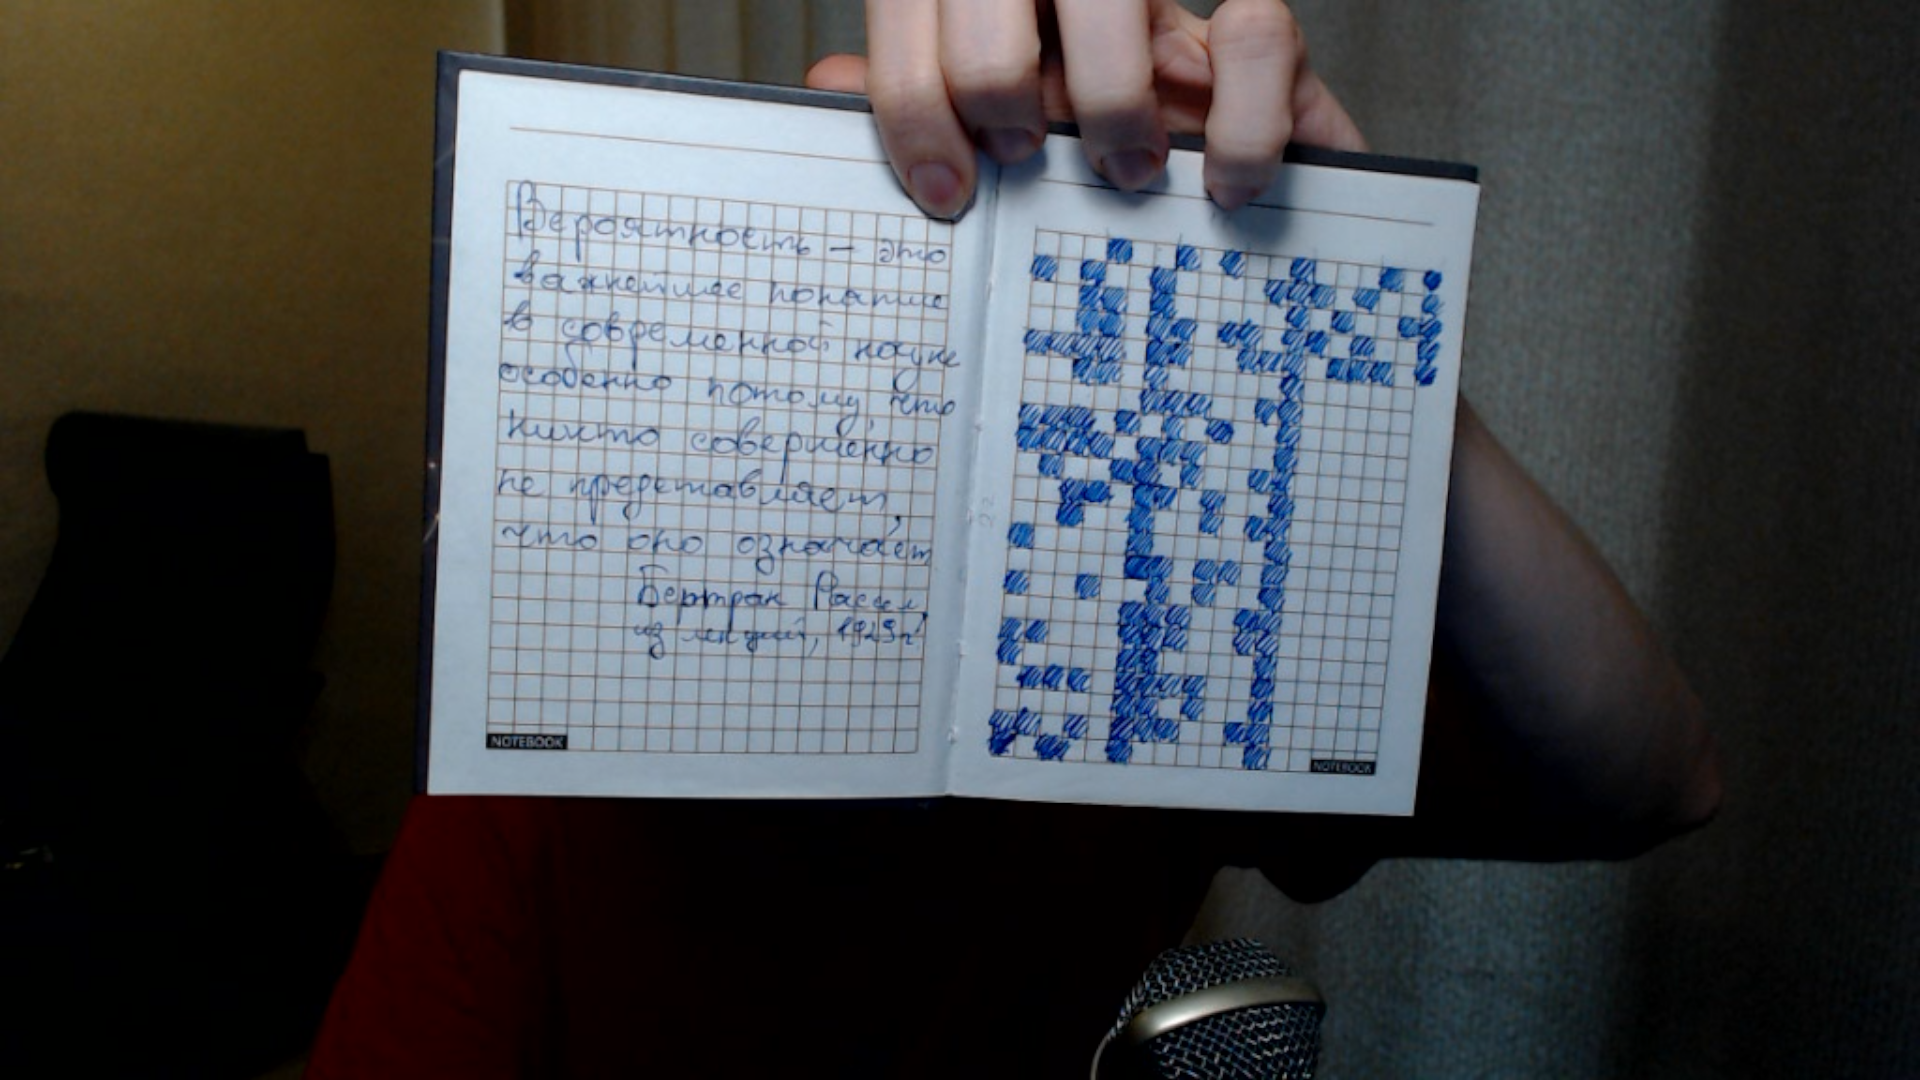 Вероятность – это
важнейшее понятие
в современной науке
особенно потому, что
никто совершенно
не представляет,
что оно означает
Бертран Рассел,
из лекций, 1929 г.
NOTEBOOK
22
NOTEBOOK